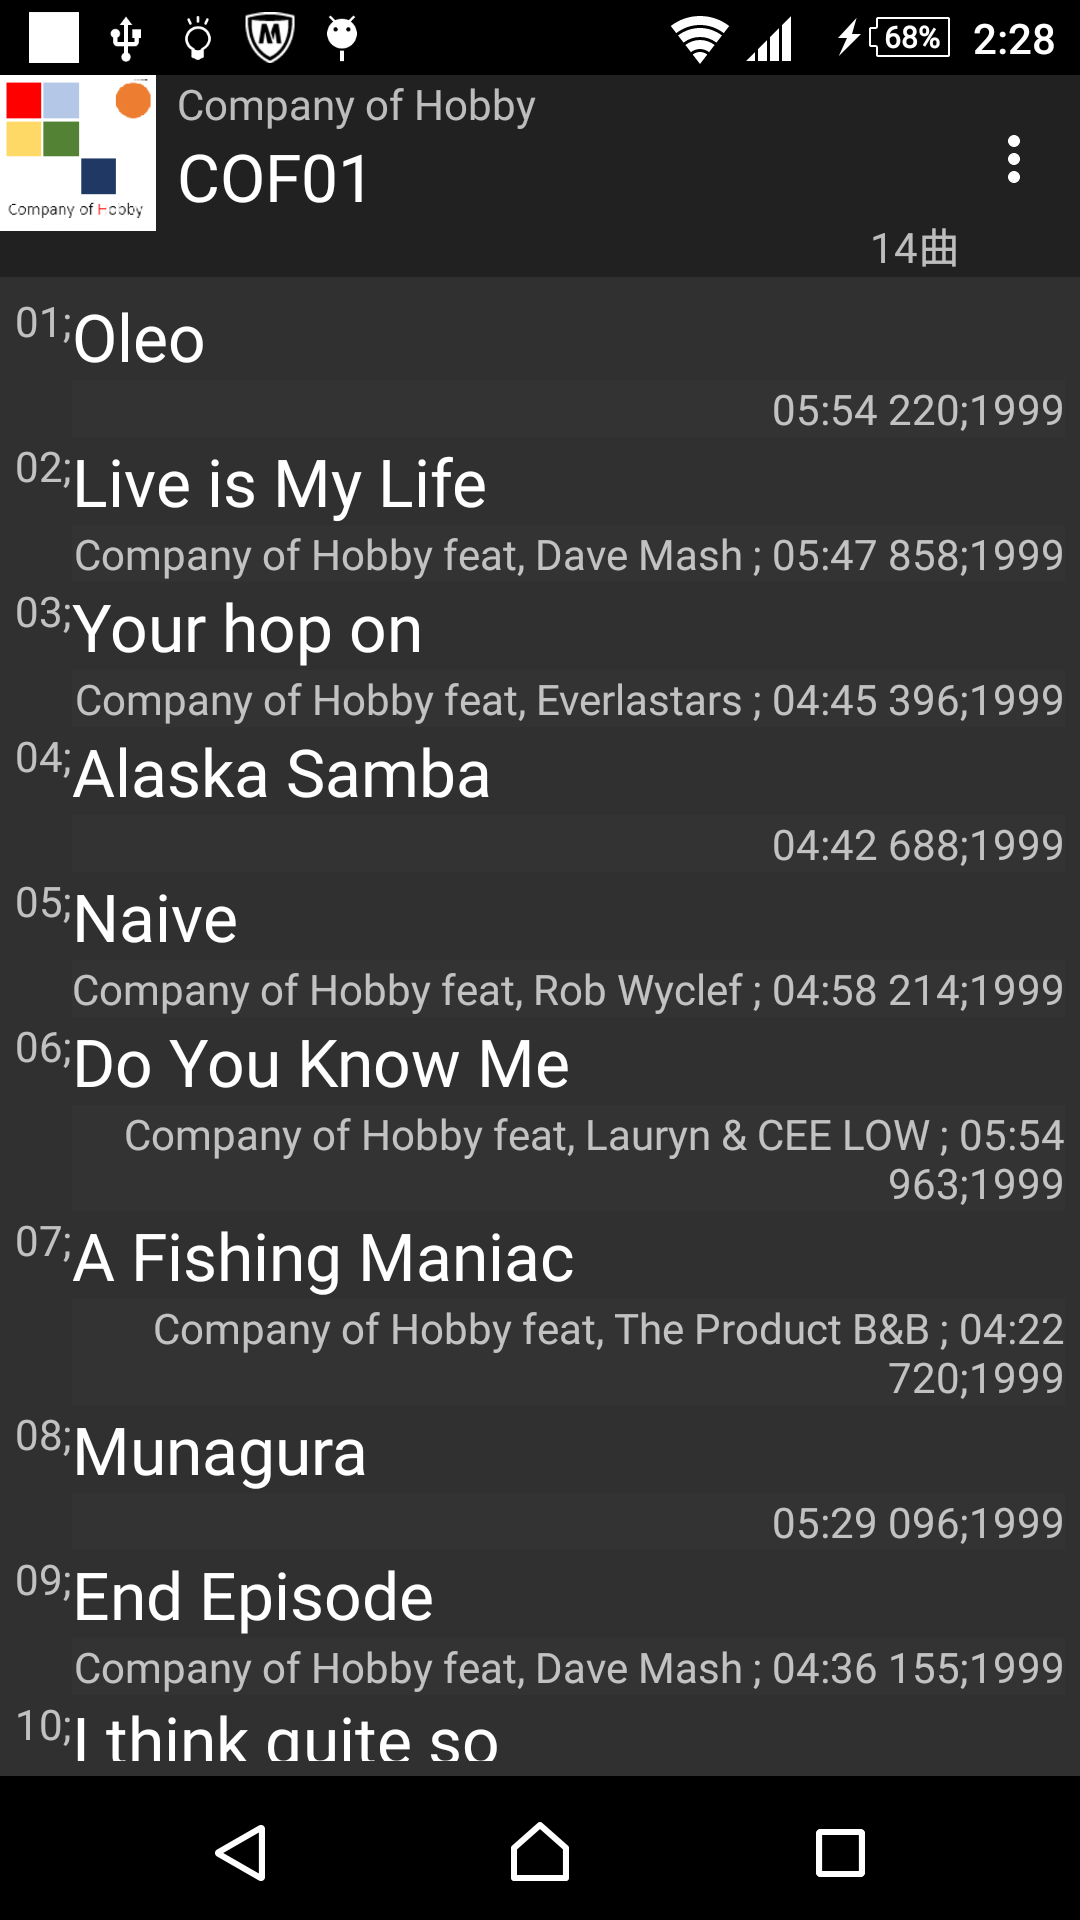 68% 2:28
Company of Hobby
COF01
Company of Hobby
14曲
01;Oleo
05:54 220;1999
02;Live is My Life
Company of Hobby feat, Dave Mash ; 05:47 858;1999
03;Your hop on
Company of Hobby feat, Everlastars ; 04:45 396;1999
04;Alaska Samba
04:42 688;1999
05;Naive
Company of Hobby feat, Rob Wyclef ; 04:58 214;1999
06;Do You Know Me
Company of Hobby feat, Lauryn & CEE LOW ; 05:54
963;1999
07;A Fishing Maniac
Company of Hobby feat, The Product B&B ; 04:22
720;1999
08;Munagura
05:29 096;1999
09;End Episode
Company of Hobby feat, Dave Mash ; 04:36 155;1999
10;I think quite so